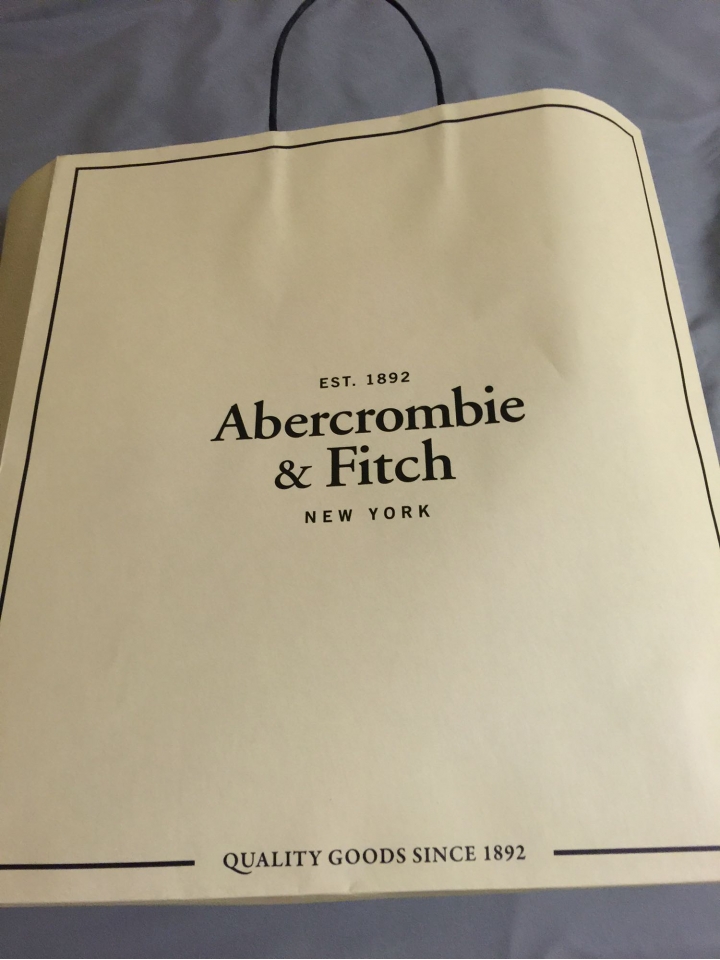 EST. 1892
Abercrombie
& Fitch
NEW YORK
QUALITY GOODS SINCE 1892